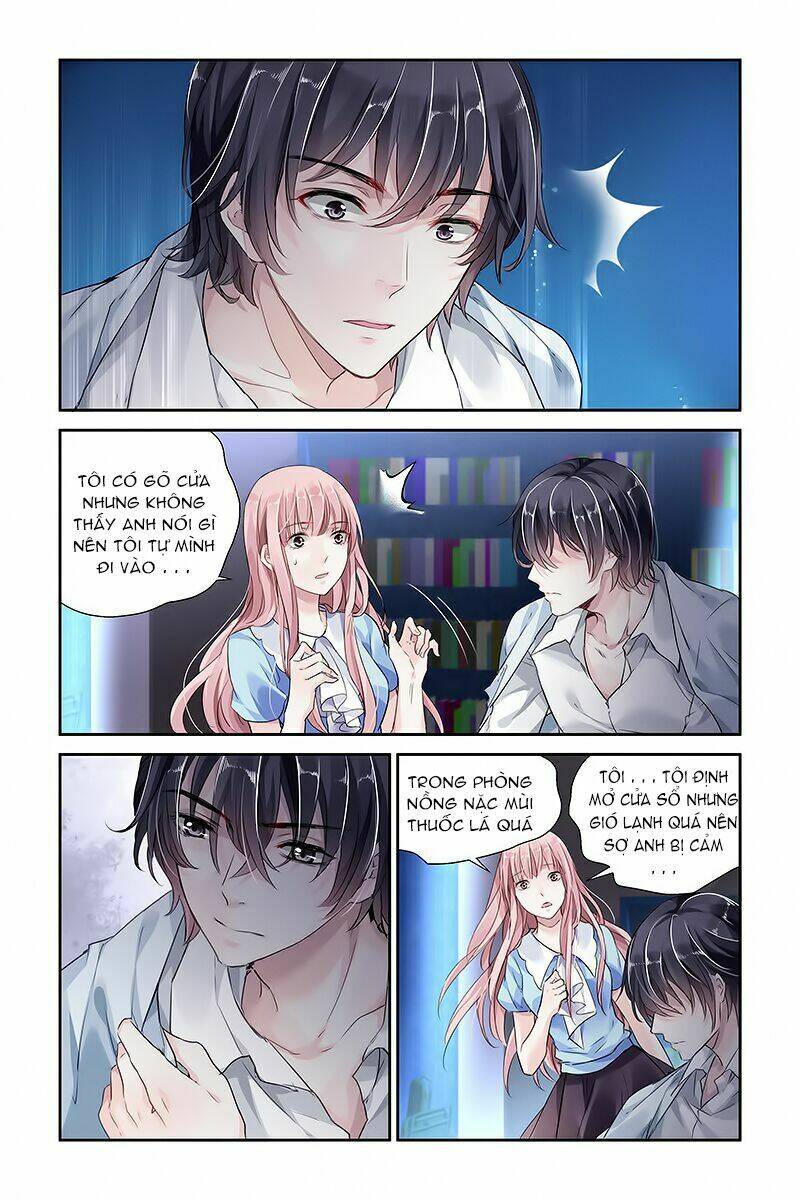 TÔI CÓ GÕ CỬA
NHƯNG KHÔNG
THẤY ANH NÓI GÌ
NÊN TÔI TỰ MÌNH
ĐI VÀO . . .
TRONG PHÒNG
NỒNG NẶC MÙI
THUỐC LÁ QUÁ
TÔI . . . TÔI ĐỊNH
MỞ CỬA SỔ NHƯNG
GIÓ LẠNH QUÁ NÊN
SỢ ANH BỊ CẢM
. . .